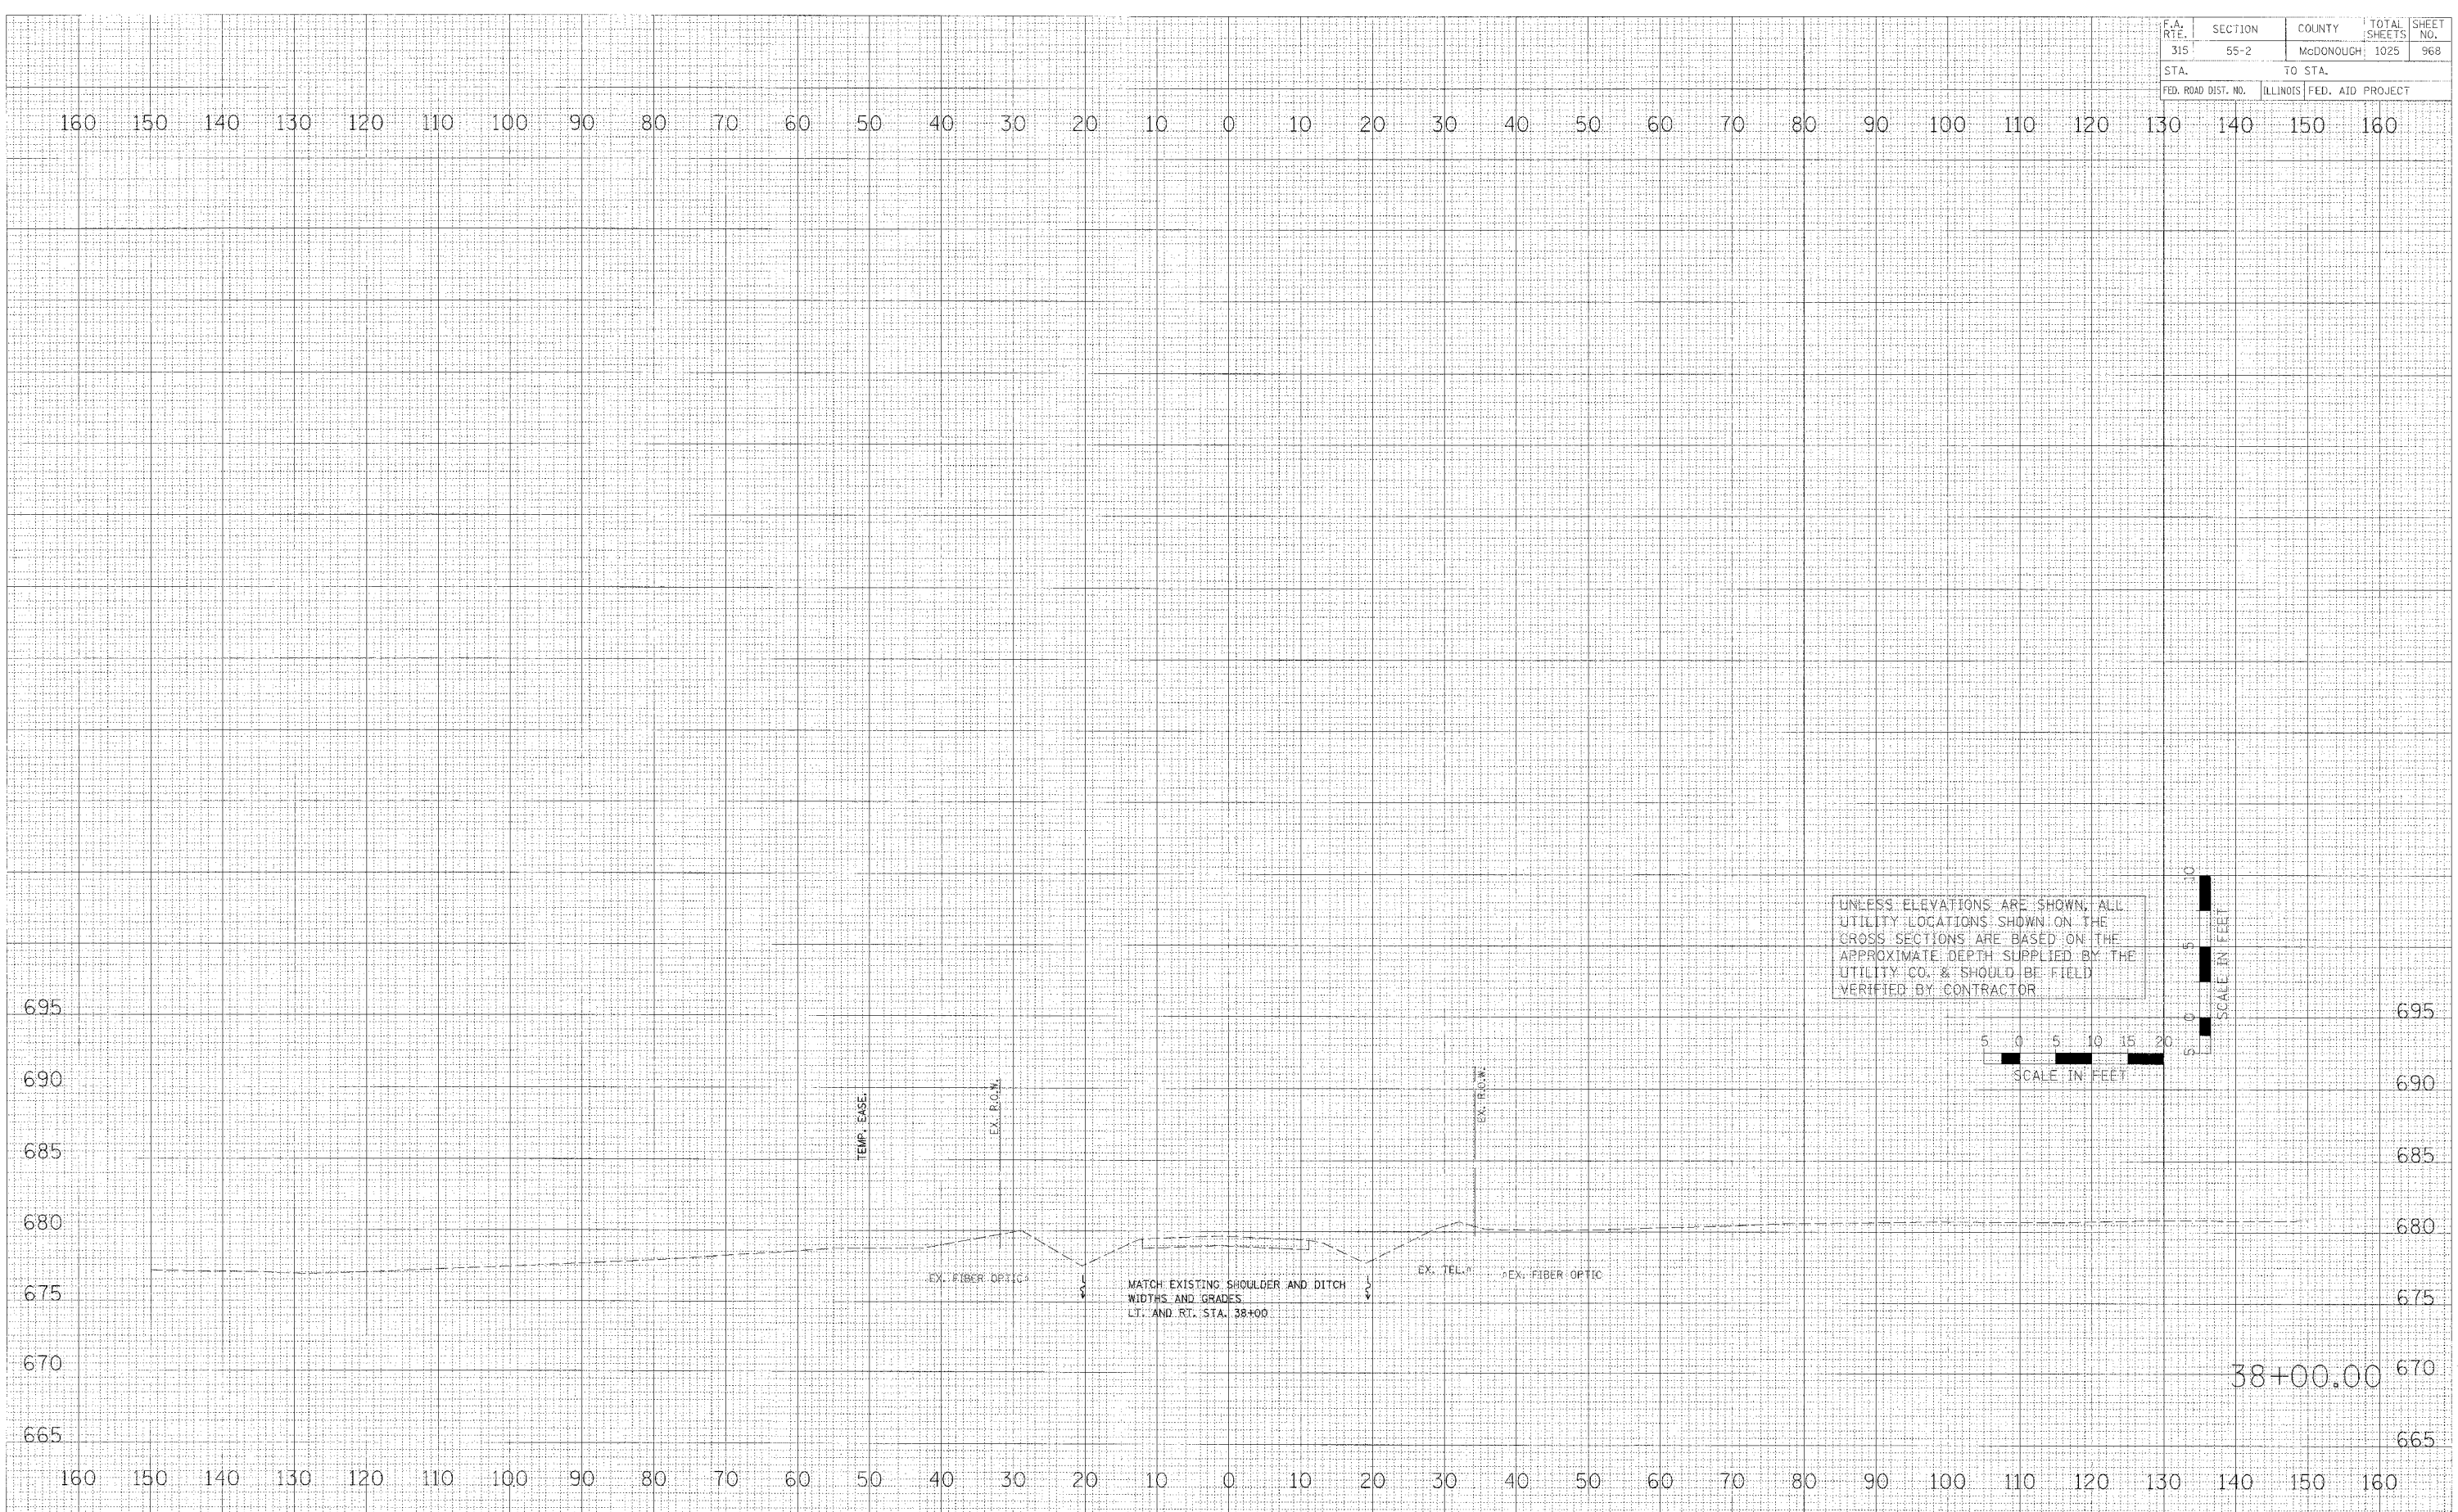 F.A. RTE. SECTION COUNTY TOTAL SHEETS SHEET NO.
315 55-2 McDONOUGH 1025 968
STA. TO STA.
FED. ROAD DIST. NO. ILLINOIS FED. AID PROJECT
160 150 140 130 120 110 100 90 80 70 60 50 40 30 20 10 0 10 20 30 40 50 60 70 80 90 100 110 120 130 140 150 160
UNLESS ELEVATIONS ARE SHOWN, ALL
UTILITY LOCATIONS SHOWN ON THE
CROSS SECTIONS ARE BASED ON THE
APPROXIMATE DEPTH SUPPLIED BY THE
UTILITY CO. & SHOULD BE FIELD
VERIFIED BY CONTRACTOR
10
5
0
5
SCALE IN FEET
695 695
5 0 5 10 15 20
SCALE IN FEET
690 690
TEMP. EASE.
EX. R.O.W.
EX. R.O.W.
685 685
680 680
EX. FIBER OPTIC
EX. TEL.
EX. FIBER OPTIC
MATCH EXISTING SHOULDER AND DITCH
WIDTHS AND GRADES
LT. AND RT. STA. 38+00
675 675
670 670
38+00.00
665 665
160 150 140 130 120 110 100 90 80 70 60 50 40 30 20 10 0 10 20 30 40 50 60 70 80 90 100 110 120 130 140 150 160